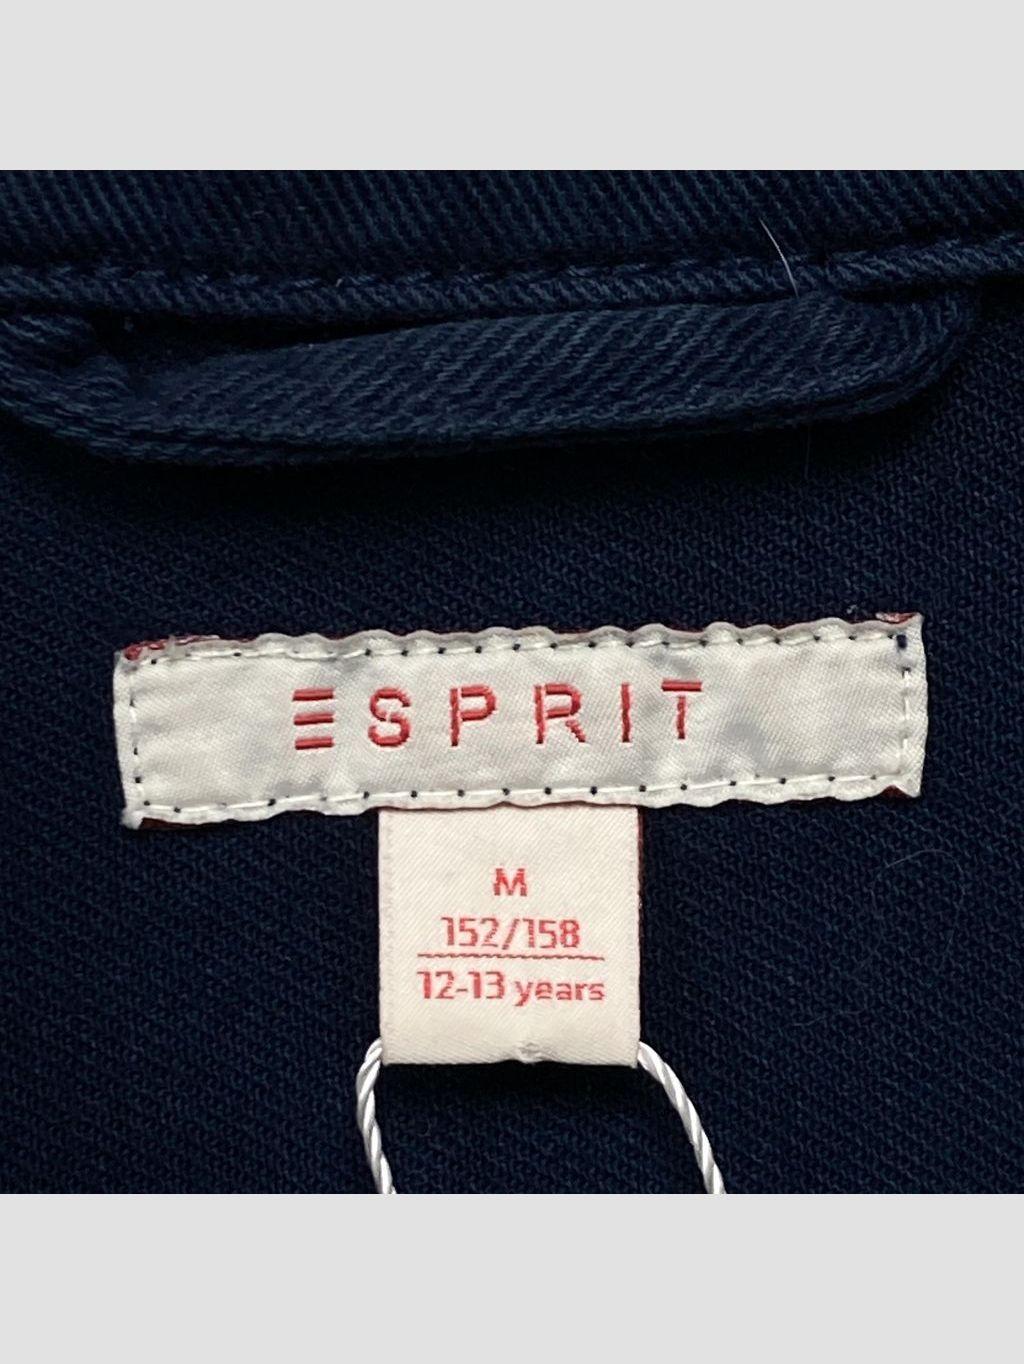 ESPRIT
M
152/158
12-13 years